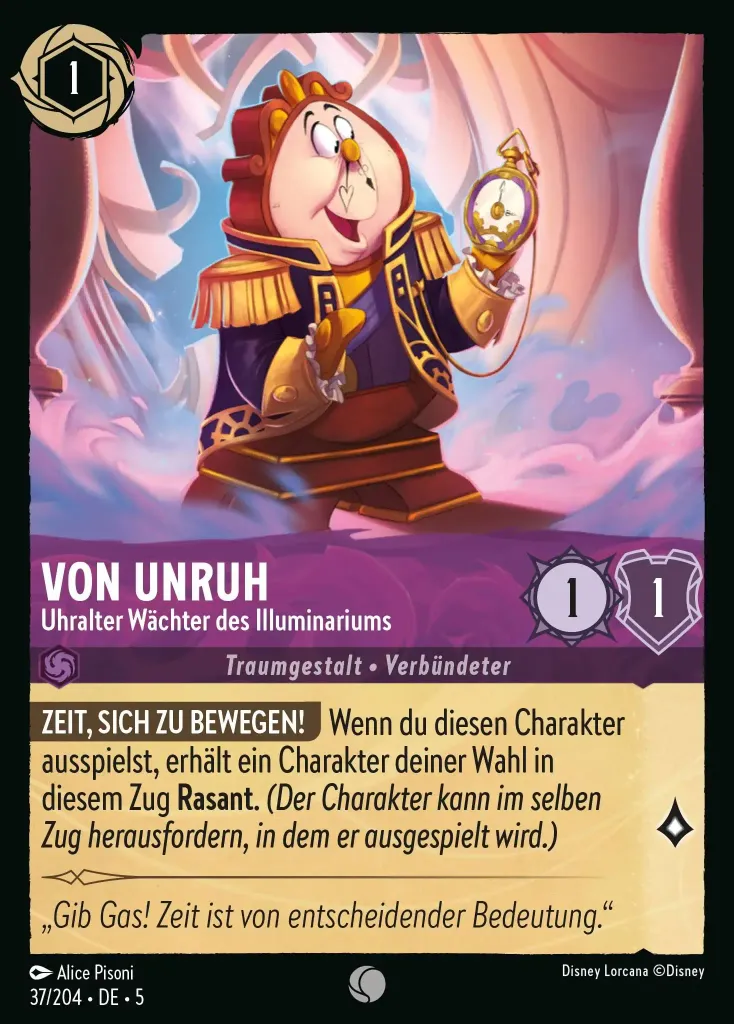 1
VON UNRUH
Uhralter Wächter des Illuminariums
1 1
Traumgestalt • Verbündeter
ZEIT, SICH ZU BEWEGEN! Wenn du diesen Charakter
ausspielst, erhält ein Charakter deiner Wahl in
diesem Zug Rasant. (Der Charakter kann im selben
Zug herausfordern, in dem er ausgespielt wird.)
„Gib Gas! Zeit ist von entscheidender Bedeutung.“
Alice Pisoni
Disney Lorcana ©Disney
37/204 • DE • 5